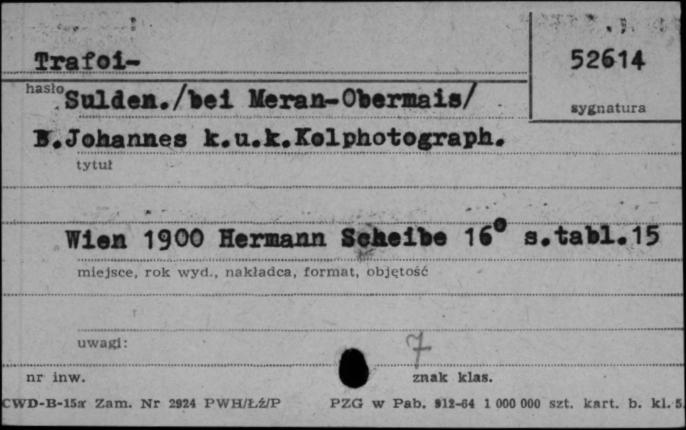 Trafoi-
52614
hasło
Sulden./bei Meran-Obermais/
sygnatura
B.Johannes k.u.k.Kolphotograph.
tytuł
Wien 1900 Hermann Scheibe 16° s.tabl.15
miejsce, rok wyd., nakładca, format, objętość
uwagi:
7
nr inw.
znak klas.
CWD-B-15a Zam. Nr 2924 PWH/Łź/P PZG w Pab. 912-64 1 000 000 szt. kart. b. kl. 5.